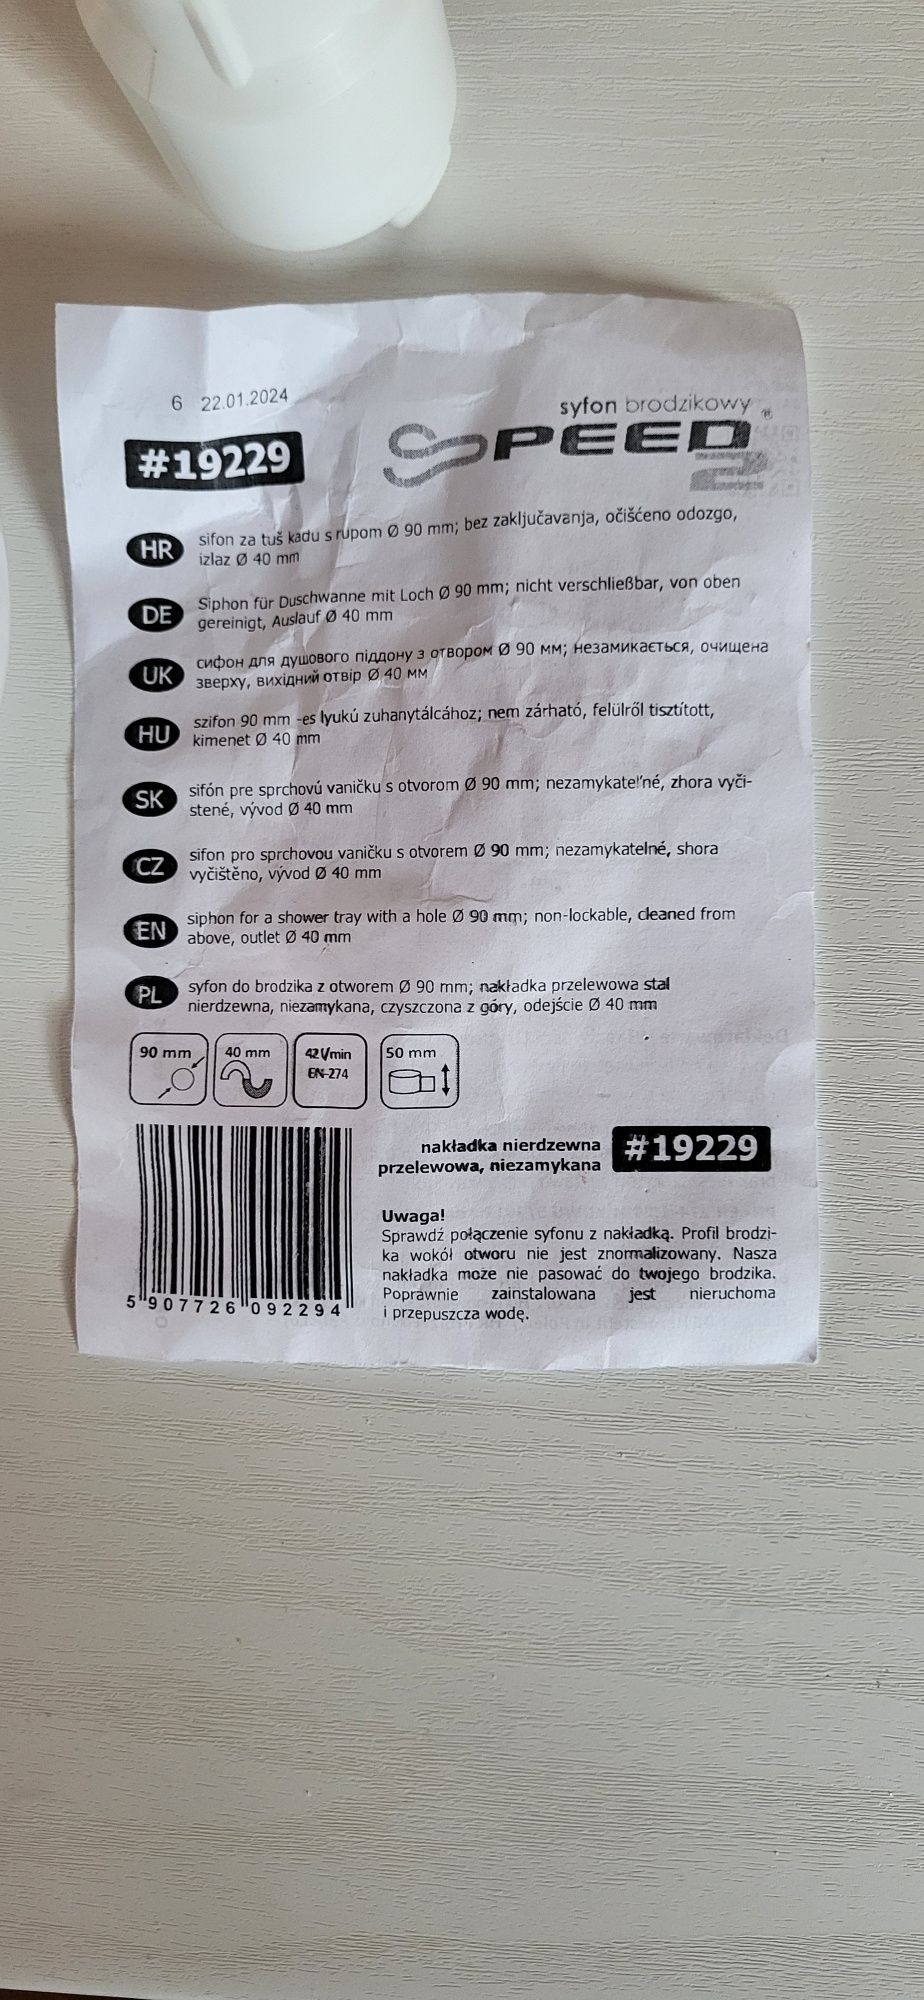 6 22.01.2024
syfon brodzikowy
#19229
SPEED ®
2
HR
sifon za tuš kadu s rupom Ø 90 mm; bez zaključavanja, očišćeno odozgo,
izlaz Ø 40 mm
DE
Siphon für Duschwanne mit Loch Ø 90 mm; nicht verschließbar, von oben
gereinigt, Auslauf Ø 40 mm
UK
сифон для душового піддону з отвором Ø 90 мм; незамикається, очищена
зверху, вихідний отвір Ø 40 мм
HU
szifon 90 mm -es lyukú zuhanytálcához; nem zárható, felülről tisztított,
kimenet Ø 40 mm
SK
sifón pre sprchovú vaničku s otvorom Ø 90 mm; nezamykateľné, zhora vyči-
stené, vývod Ø 40 mm
CZ
sifon pro sprchovou vaničku s otvorem Ø 90 mm; nezamykatelné, shora
vyčištěno, vývod Ø 40 mm
EN
siphon for a shower tray with a hole Ø 90 mm; non-lockable, cleaned from
above, outlet Ø 40 mm
PL
syfon do brodzika z otworem Ø 90 mm; nakładka przelewowa stal
nierdzewna, niezamykana, czyszczona z góry, odejście Ø 40 mm
90 mm
40 mm
42 l/min
EN-274
50 mm
nakładka nierdzewna
przelewowa, niezamykana
#19229
Uwaga!
Sprawdź połączenie syfonu z nakładką. Profil brodzi-
ka wokół otworu nie jest znormalizowany. Nasza
nakładka może nie pasować do twojego brodzika.
Poprawnie zainstalowana jest nieruchoma
i przepuszcza wodę.
5 907726 092294